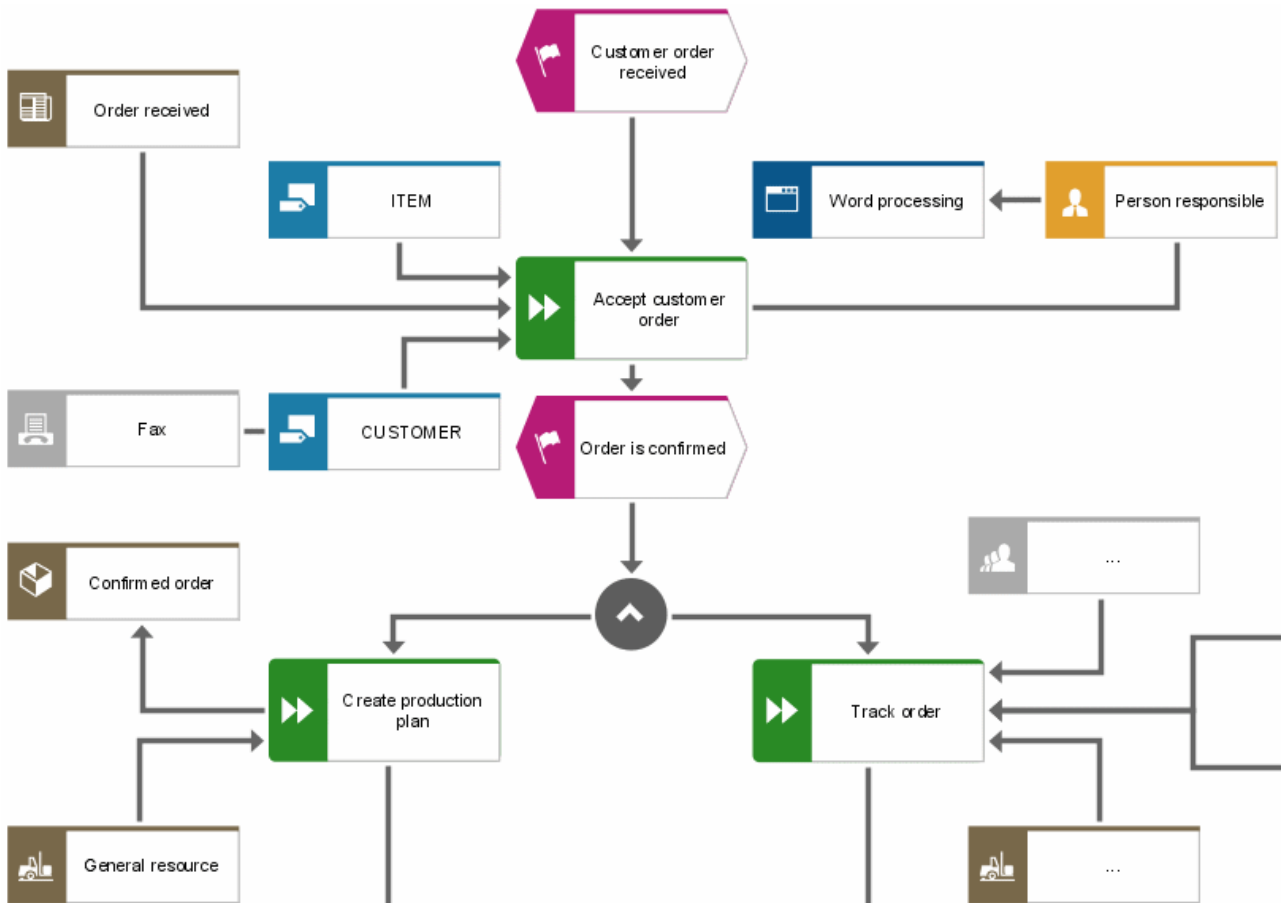 Customer order
received
Order received
ITEM
Word processing
Person responsible
Accept customer
order
Fax
CUSTOMER
Order is confirmed
Confirmed order
...
Create production
plan
Track order
General resource
...